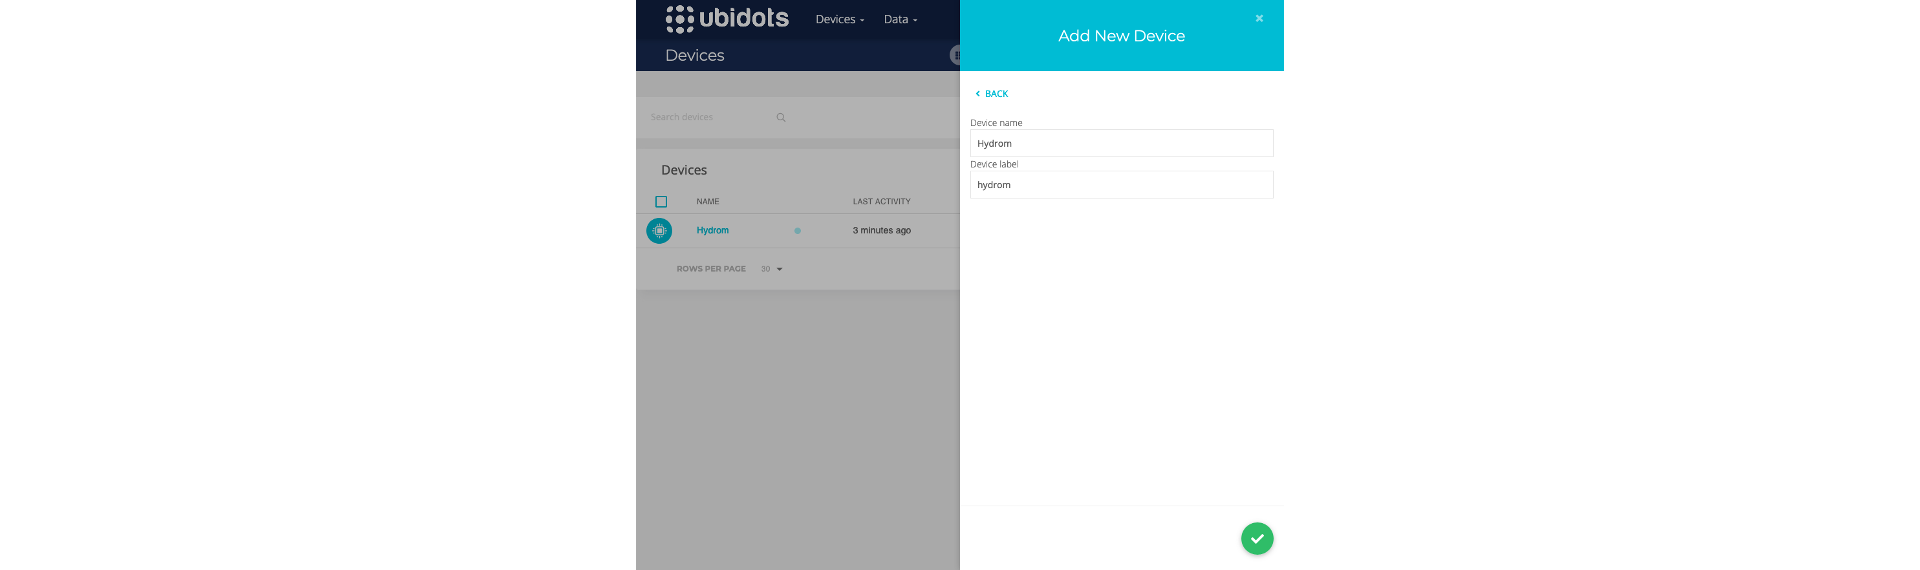 ubidots
Devices
Data
Devices
Search devices
Devices
NAME
LAST ACTIVITY
Hydrom
3 minutes ago
ROWS PER PAGE
30
Add New Device
BACK
Device name
Hydrom
Device label
hydrom